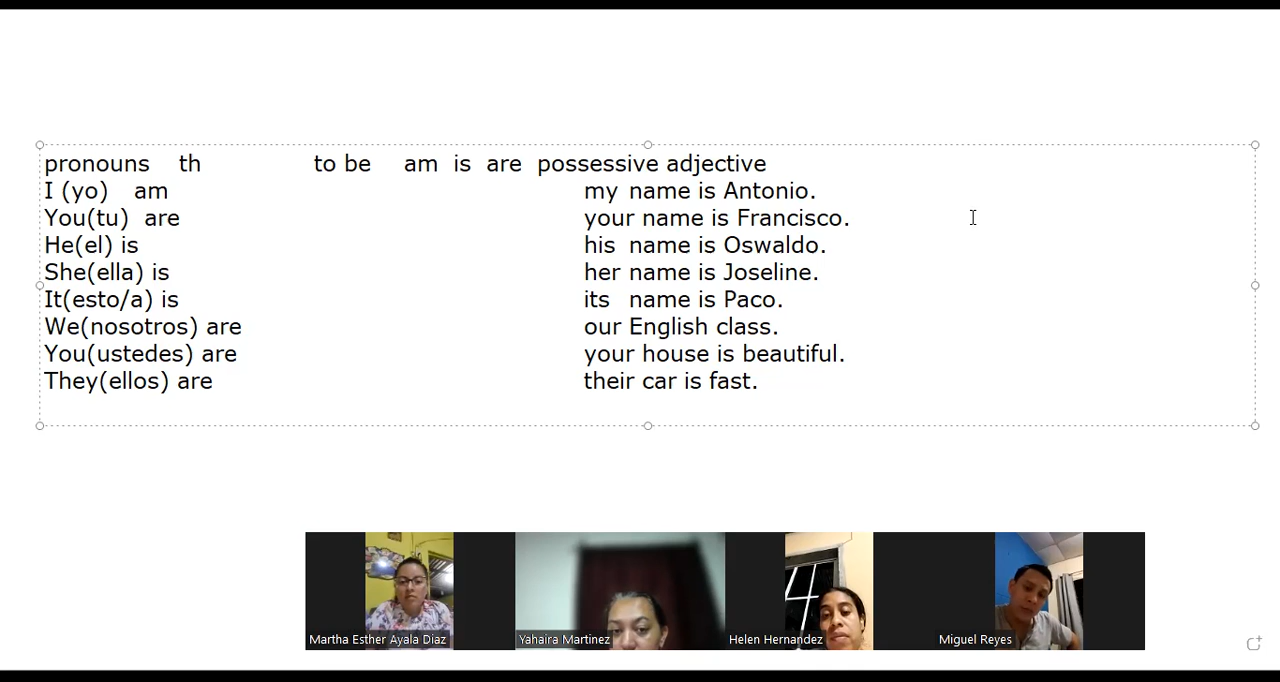 pronouns th to be am is are possessive adjective
I (yo) am my name is Antonio.
You(tu) are your name is Francisco.
He(el) is his name is Oswaldo.
She(ella) is her name is Joseline.
It(esto/a) is its name is Paco.
We(nosotros) are our English class.
You(ustedes) are your house is beautiful.
They(ellos) are their car is fast.
Martha Esther Ayala Diaz Yahaira Martinez Helen Hernandez Miguel Reyes